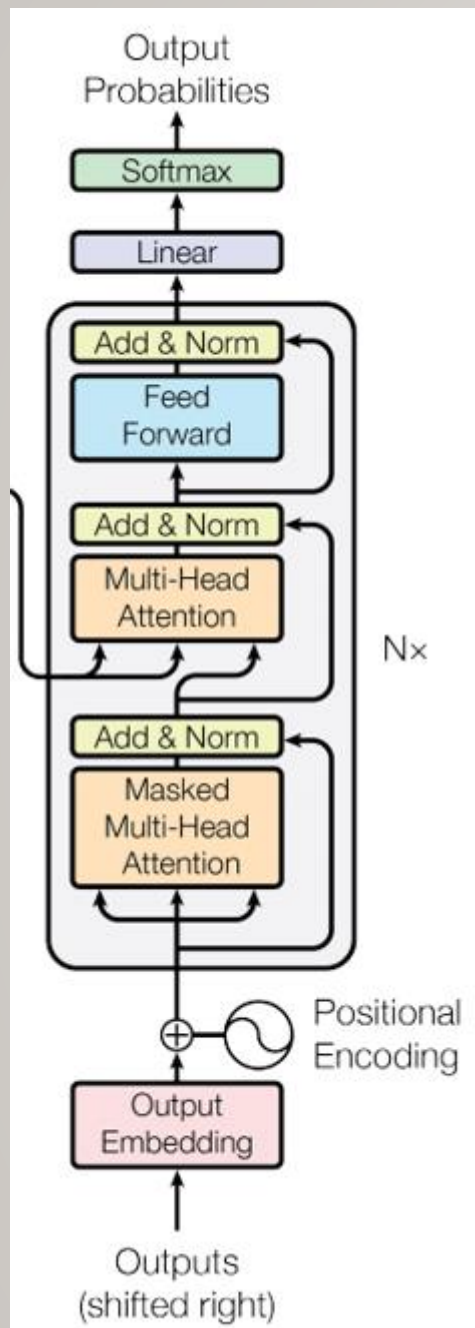 Output
Probabilities
Softmax
Linear
Add & Norm
Feed
Forward
Add & Norm
Multi-Head
Attention
N×
Add & Norm
Masked
Multi-Head
Attention
Positional
Encoding
Output
Embedding
Outputs
(shifted right)